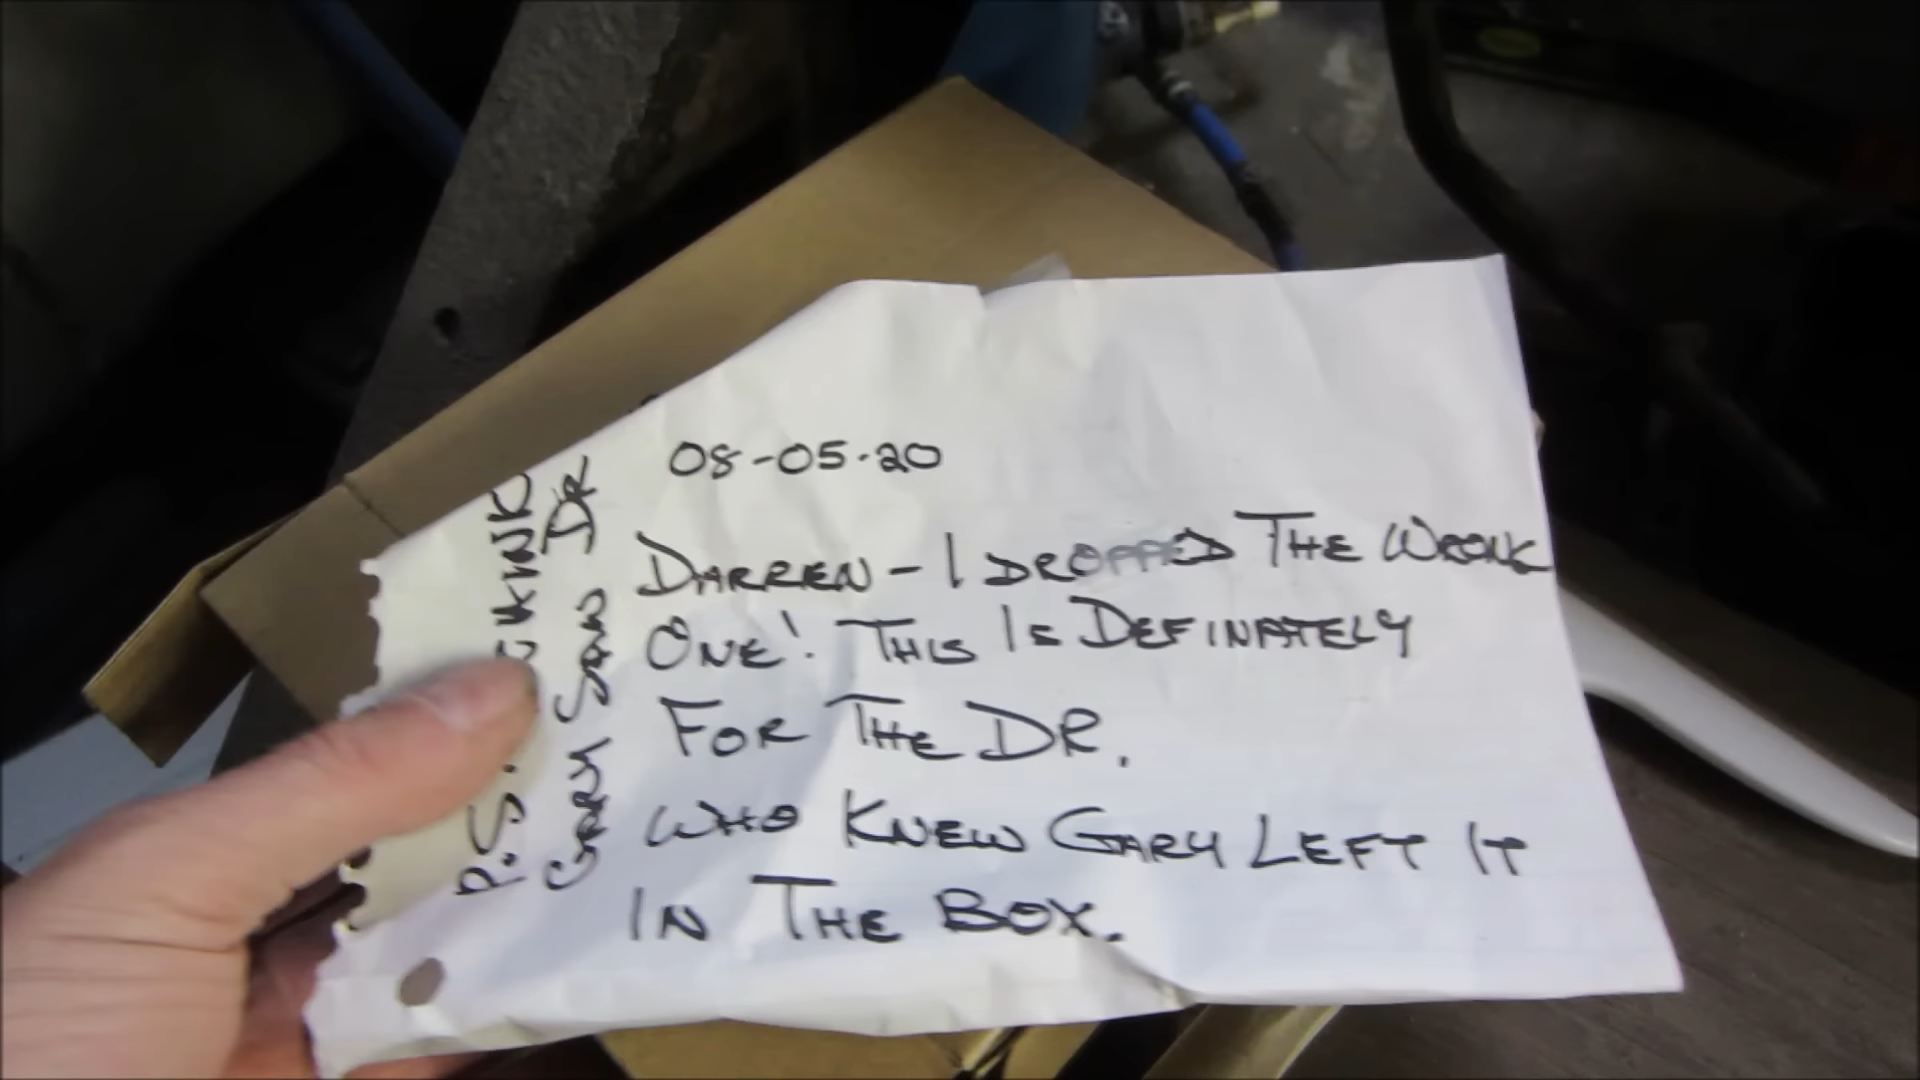 08-05-20
DARREN - I DROPPED THE WRONG
ONE! THIS IS DEFINATELY
FOR THE DR.
WHO KNEW GARY LEFT IT
IN THE BOX.
P.S.
GARY SAW DR